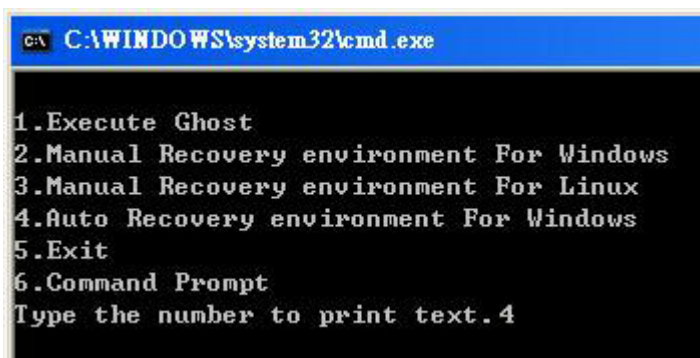 C:\WINDOWS\system32\cmd.exe
1.Execute Ghost
2.Manual Recovery environment For Windows
3.Manual Recovery environment For Linux
4.Auto Recovery environment For Windows
5.Exit
6.Command Prompt
Type the number to print text.4